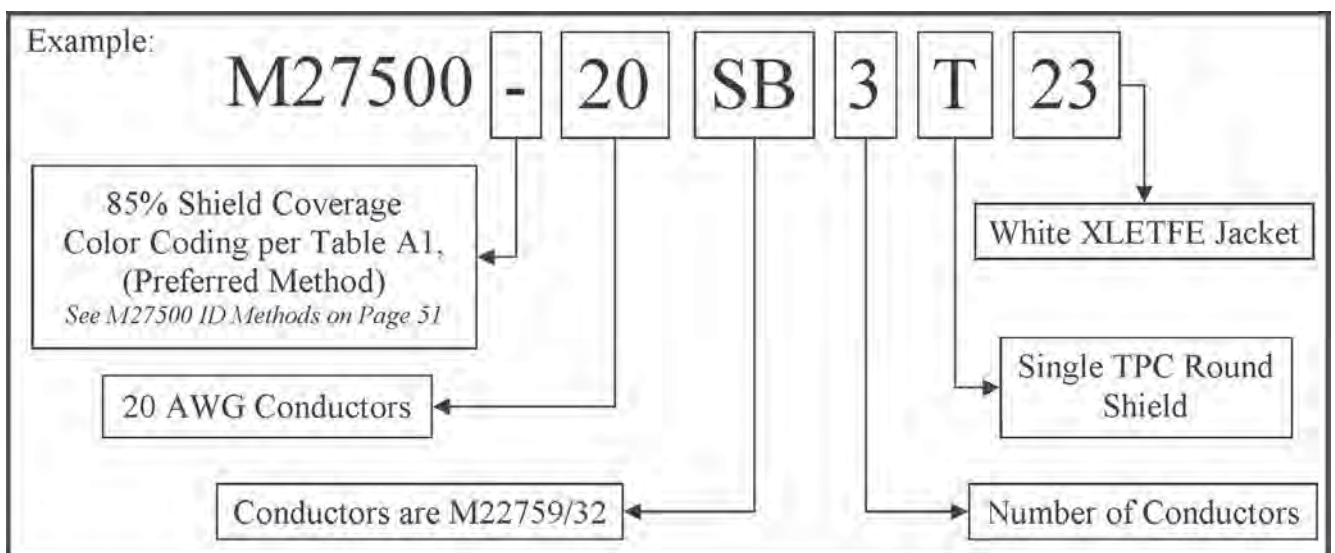 Example:
M27500 - 20 SB 3 T 23
85% Shield Coverage
Color Coding per Table A1,
(Preferred Method)
See M27500 ID Methods on Page 51
White XLETFE Jacket
20 AWG Conductors
Single TPC Round
Shield
Conductors are M22759/32
Number of Conductors